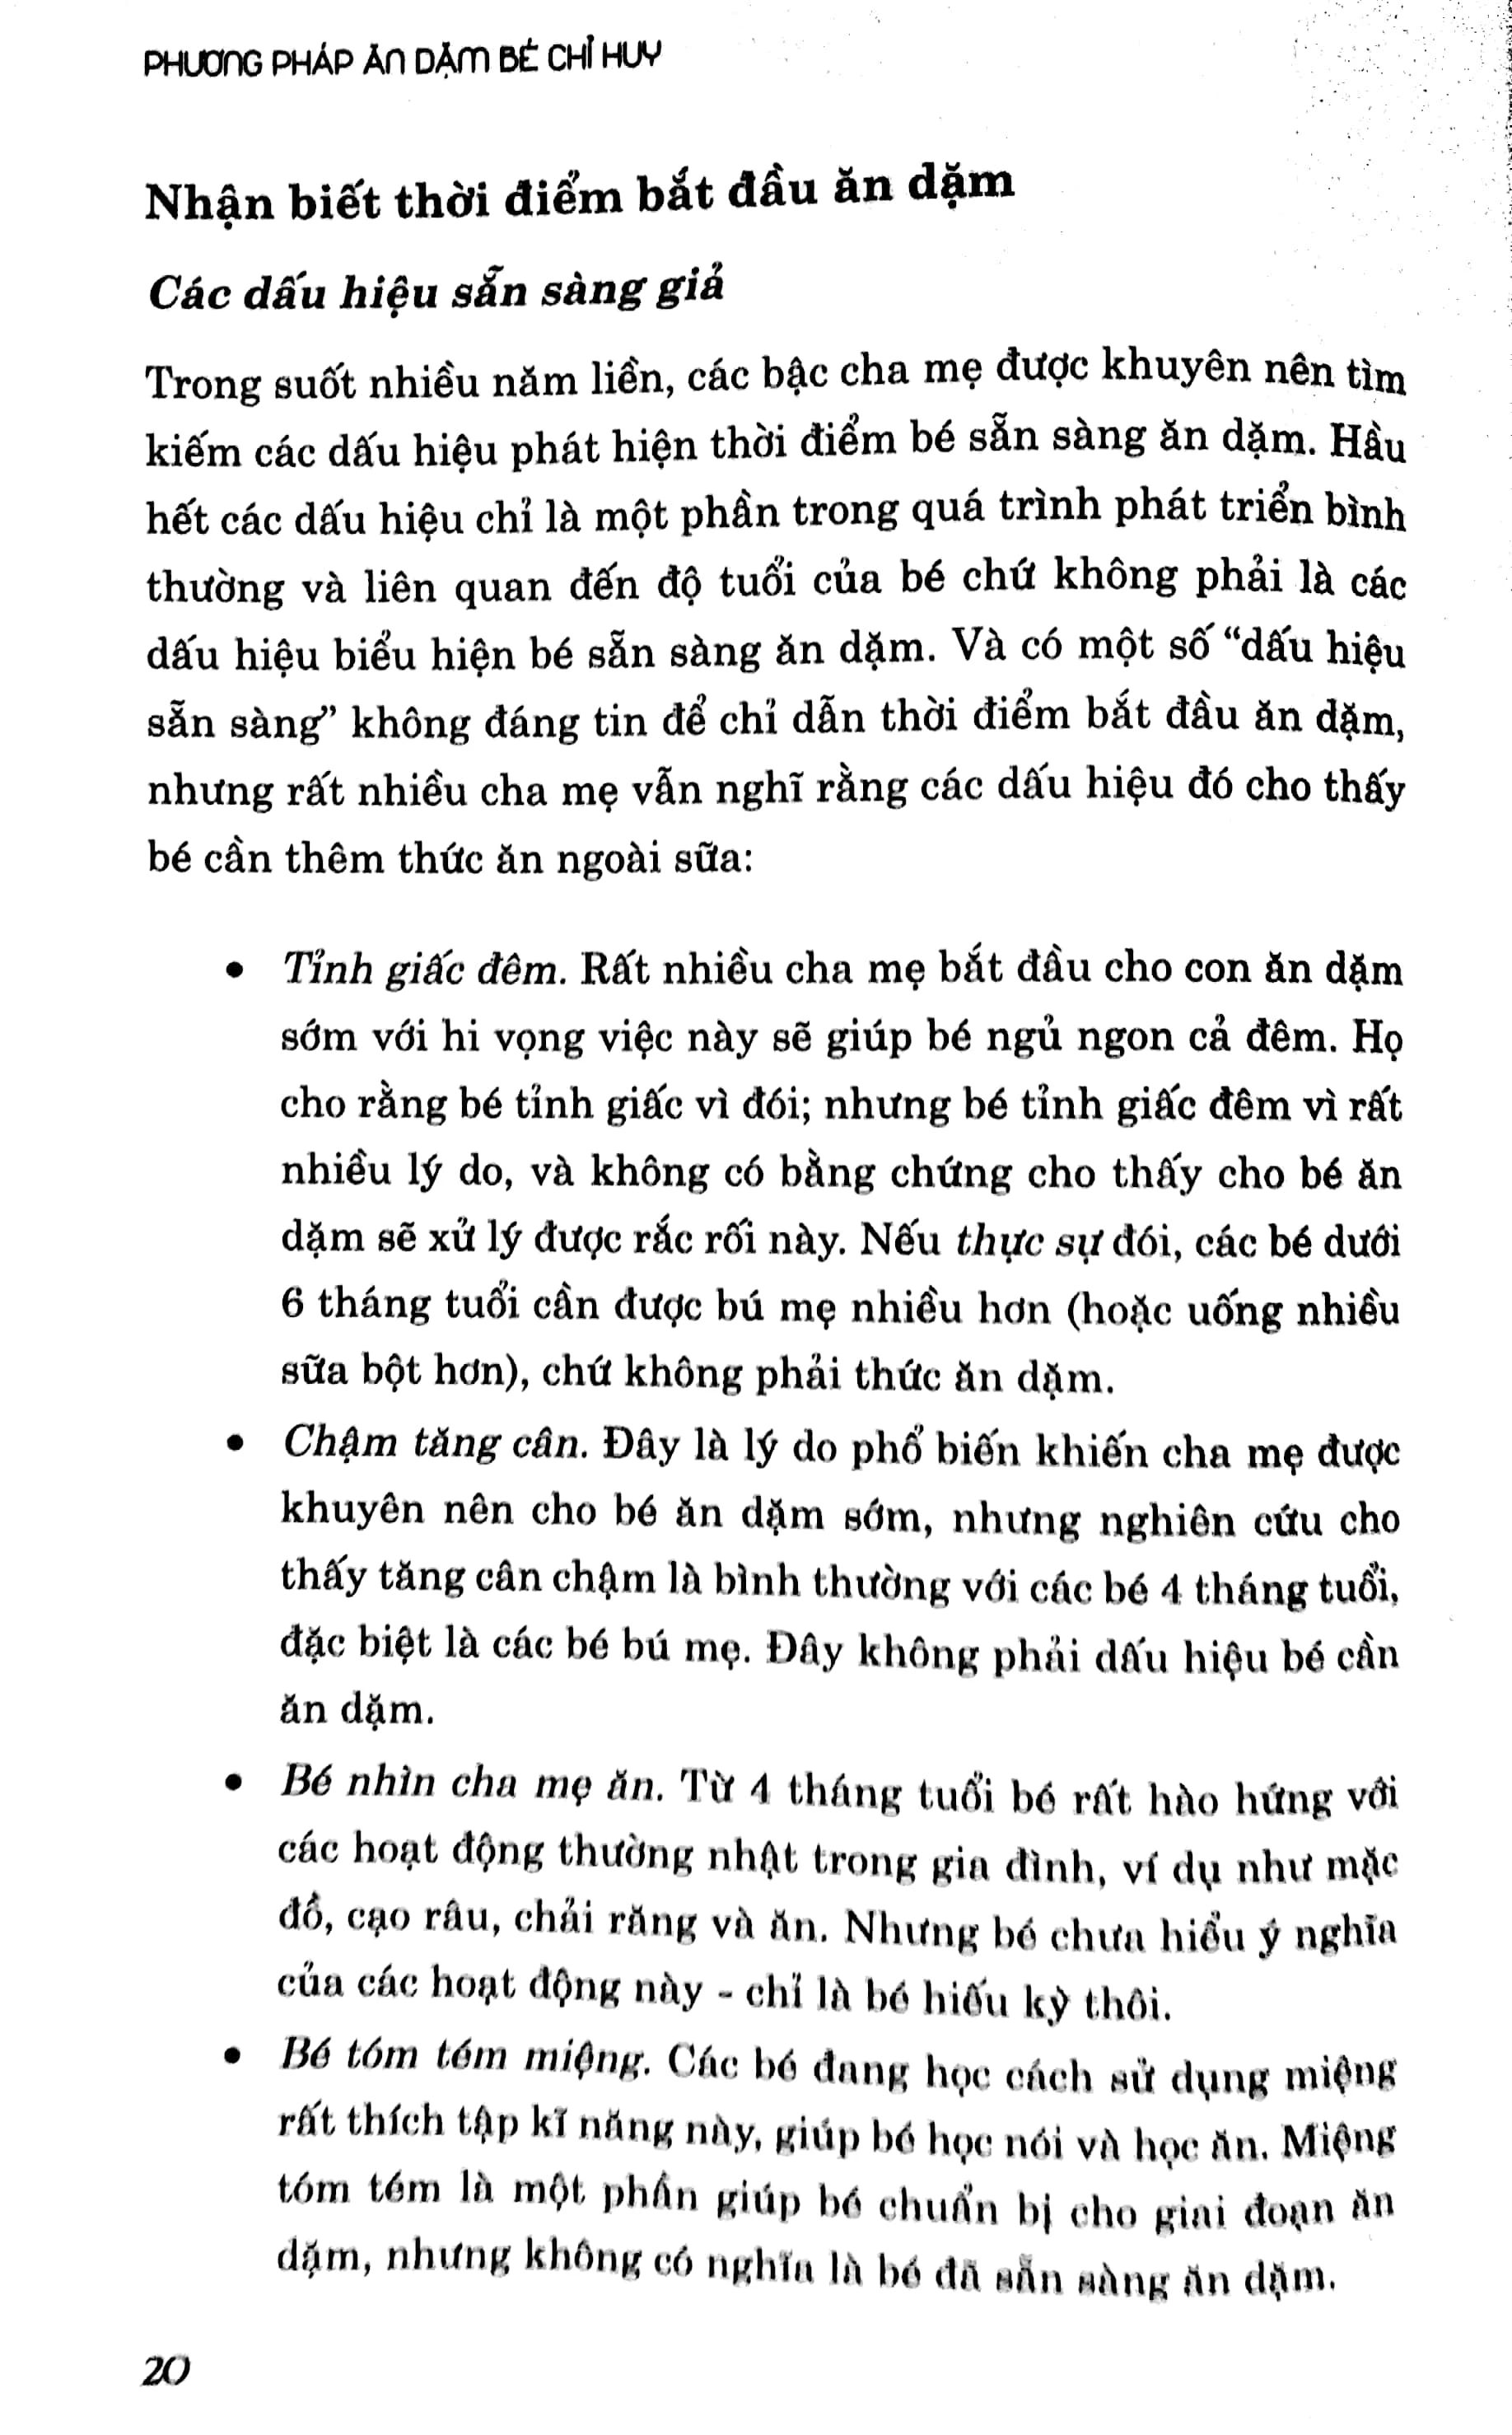 PHƯƠNG PHÁP ĂN DẶM BÉ CHỈ HUY
Nhận biết thời điểm bắt đầu ăn dặm
Các dấu hiệu sẵn sàng giả
Trong suốt nhiều năm liền, các bậc cha mẹ được khuyên nên tìm
kiếm các dấu hiệu phát hiện thời điểm bé sẵn sàng ăn dặm. Hầu
hết các dấu hiệu chỉ là một phần trong quá trình phát triển bình
thường và liên quan đến độ tuổi của bé chứ không phải là các
dấu hiệu biểu hiện bé sẵn sàng ăn dặm. Và có một số “dấu hiệu
sẵn sàng” không đáng tin để chỉ dẫn thời điểm bắt đầu ăn dặm,
nhưng rất nhiều cha mẹ vẫn nghĩ rằng các dấu hiệu đó cho thấy
bé cần thêm thức ăn ngoài sữa:
• Tỉnh giấc đêm. Rất nhiều cha mẹ bắt đầu cho con ăn dặm
sớm với hi vọng việc này sẽ giúp bé ngủ ngon cả đêm. Họ
cho rằng bé tỉnh giấc vì đói; nhưng bé tỉnh giấc đêm vì rất
nhiều lý do, và không có bằng chứng cho thấy cho bé ăn
dặm sẽ xử lý được rắc rối này. Nếu thực sự đói, các bé dưới
6 tháng tuổi cần được bú mẹ nhiều hơn (hoặc uống nhiều
sữa bột hơn), chứ không phải thức ăn dặm.
• Chậm tăng cân. Đây là lý do phổ biến khiến cha mẹ được
khuyên nên cho bé ăn dặm sớm, nhưng nghiên cứu cho
thấy tăng cân chậm là bình thường với các bé 4 tháng tuổi,
đặc biệt là các bé bú mẹ. Đây không phải dấu hiệu bé cần
ăn dặm.
• Bé nhìn cha mẹ ăn. Từ 4 tháng tuổi bé rất hào hứng với
các hoạt động thường nhật trong gia đình, ví dụ như mặc
đồ, cạo râu, chải răng và ăn. Nhưng bé chưa hiểu ý nghĩa
của các hoạt động này - chỉ là bé hiếu kỳ thôi.
• Bé tóm tém miệng. Các bé đang học cách sử dụng miệng
rất thích tập kĩ năng này, giúp bé học nói và học ăn. Miệng
tóm tém là một phần giúp bé chuẩn bị cho giai đoạn ăn
dặm, nhưng không có nghĩa là bé đã sẵn sàng ăn dặm.
20